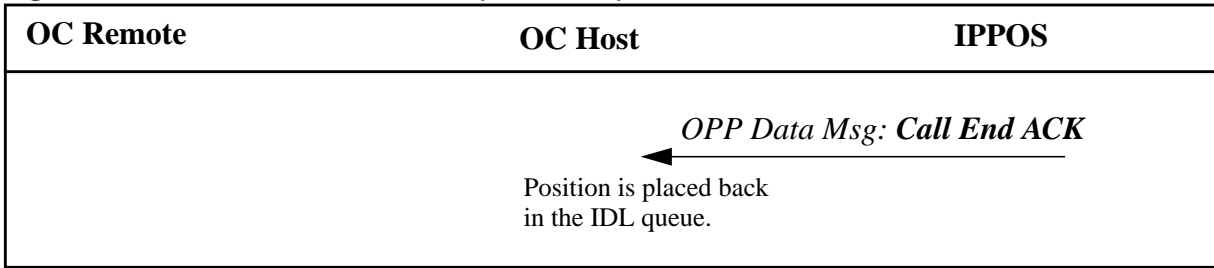 OC Remote OC Host IPPOS
OPP Data Msg: Call End ACK
Position is placed back
in the IDL queue.